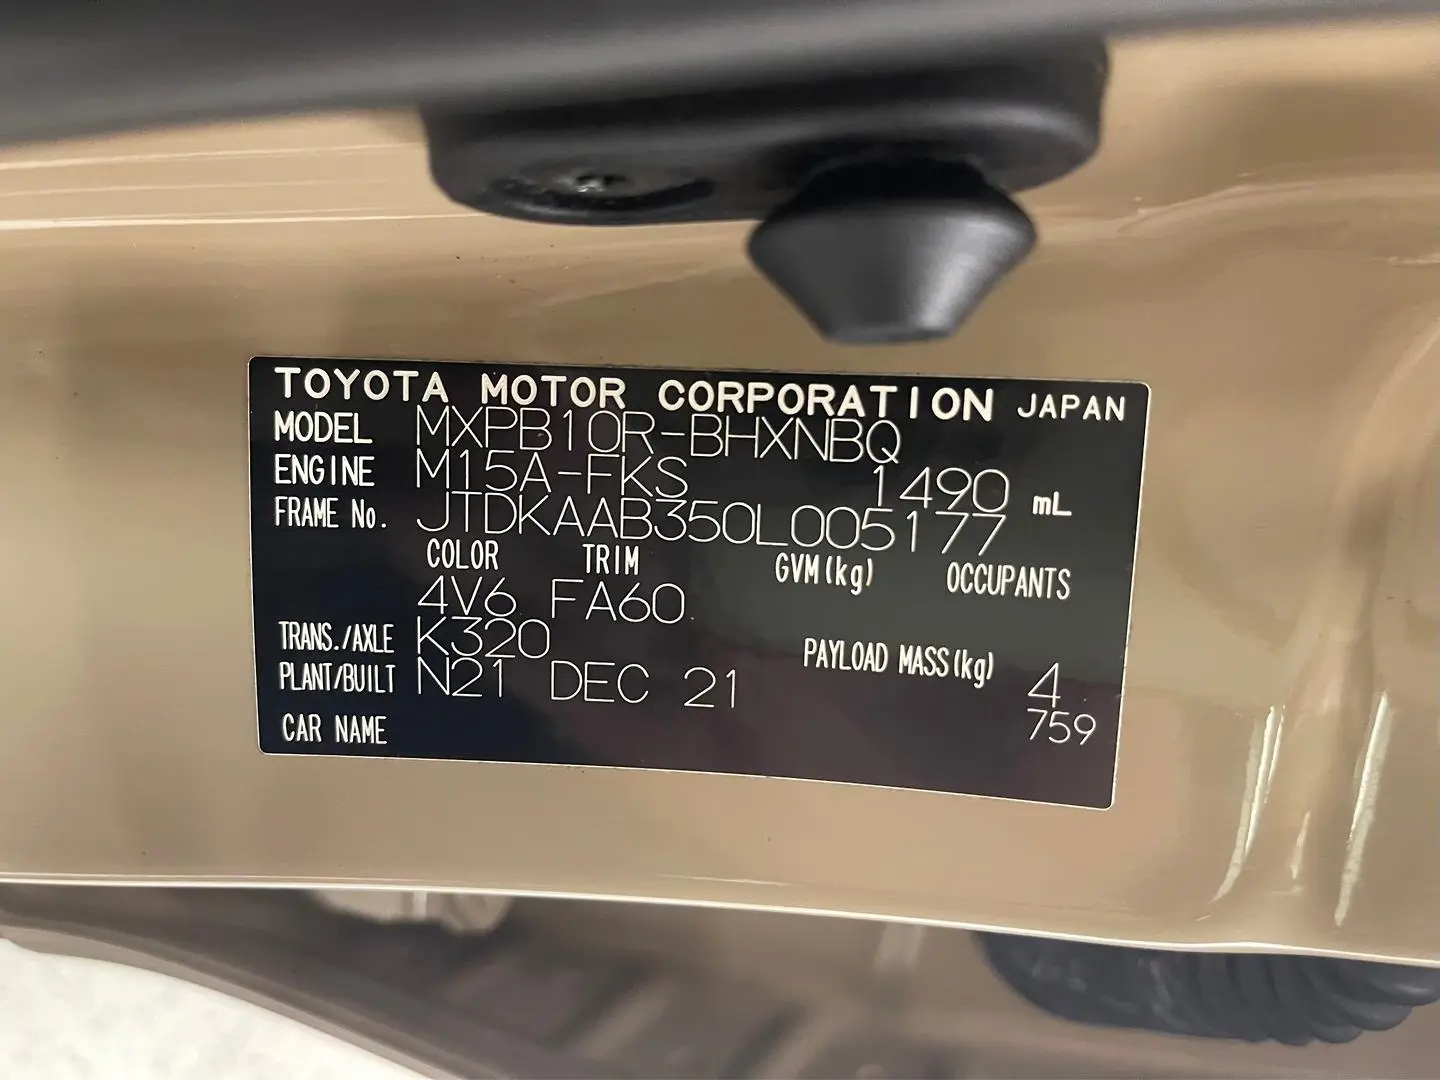 TOYOTA MOTOR CORPORATION JAPAN
MODEL MXPB10R-BHXNBQ
ENGINE M15A-FKS 1490 mL
FRAME No. JTDKAAB350L005177
COLOR TRIM GVM(kg) OCCUPANTS
4V6 FA60
TRANS./AXLE K320 PAYLOAD MASS(kg) 4
PLANT/BUILT N21 DEC 21 759
CAR NAME